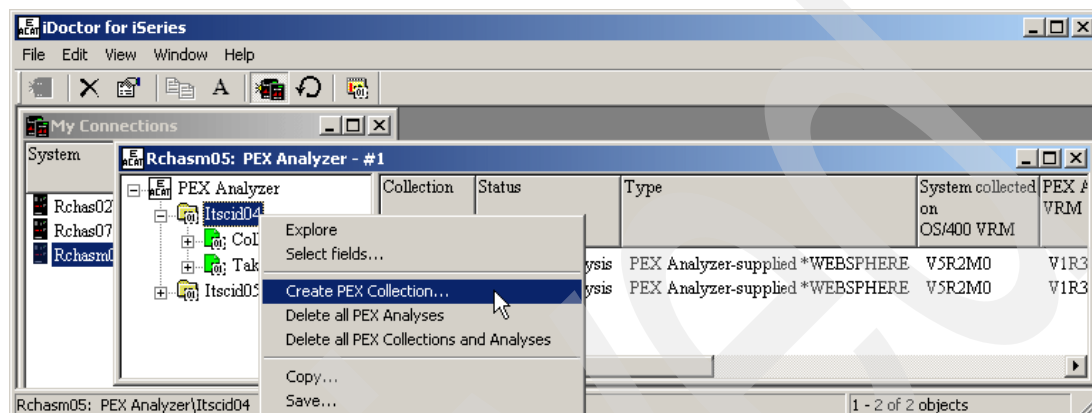 iDoctor for iSeries
File Edit View Window Help
My Connections
System
Rchas02
Rchas07
Rchasm0
Rchasm05: PEX Analyzer - #1
PEX Analyzer
Itscid04
Col
Tak
Itscid05
Collection Status Type System collected on OS/400 VRM PEX A VRM
ysis PEX Analyzer-supplied *WEBSPHERE V5R2M0 V1R3
ysis PEX Analyzer-supplied *WEBSPHERE V5R2M0 V1R3
Explore
Select fields...
Create PEX Collection...
Delete all PEX Analyses
Delete all PEX Collections and Analyses
Copy...
Save...
Rchasm05: PEX Analyzer\Itscid04
1 - 2 of 2 objects